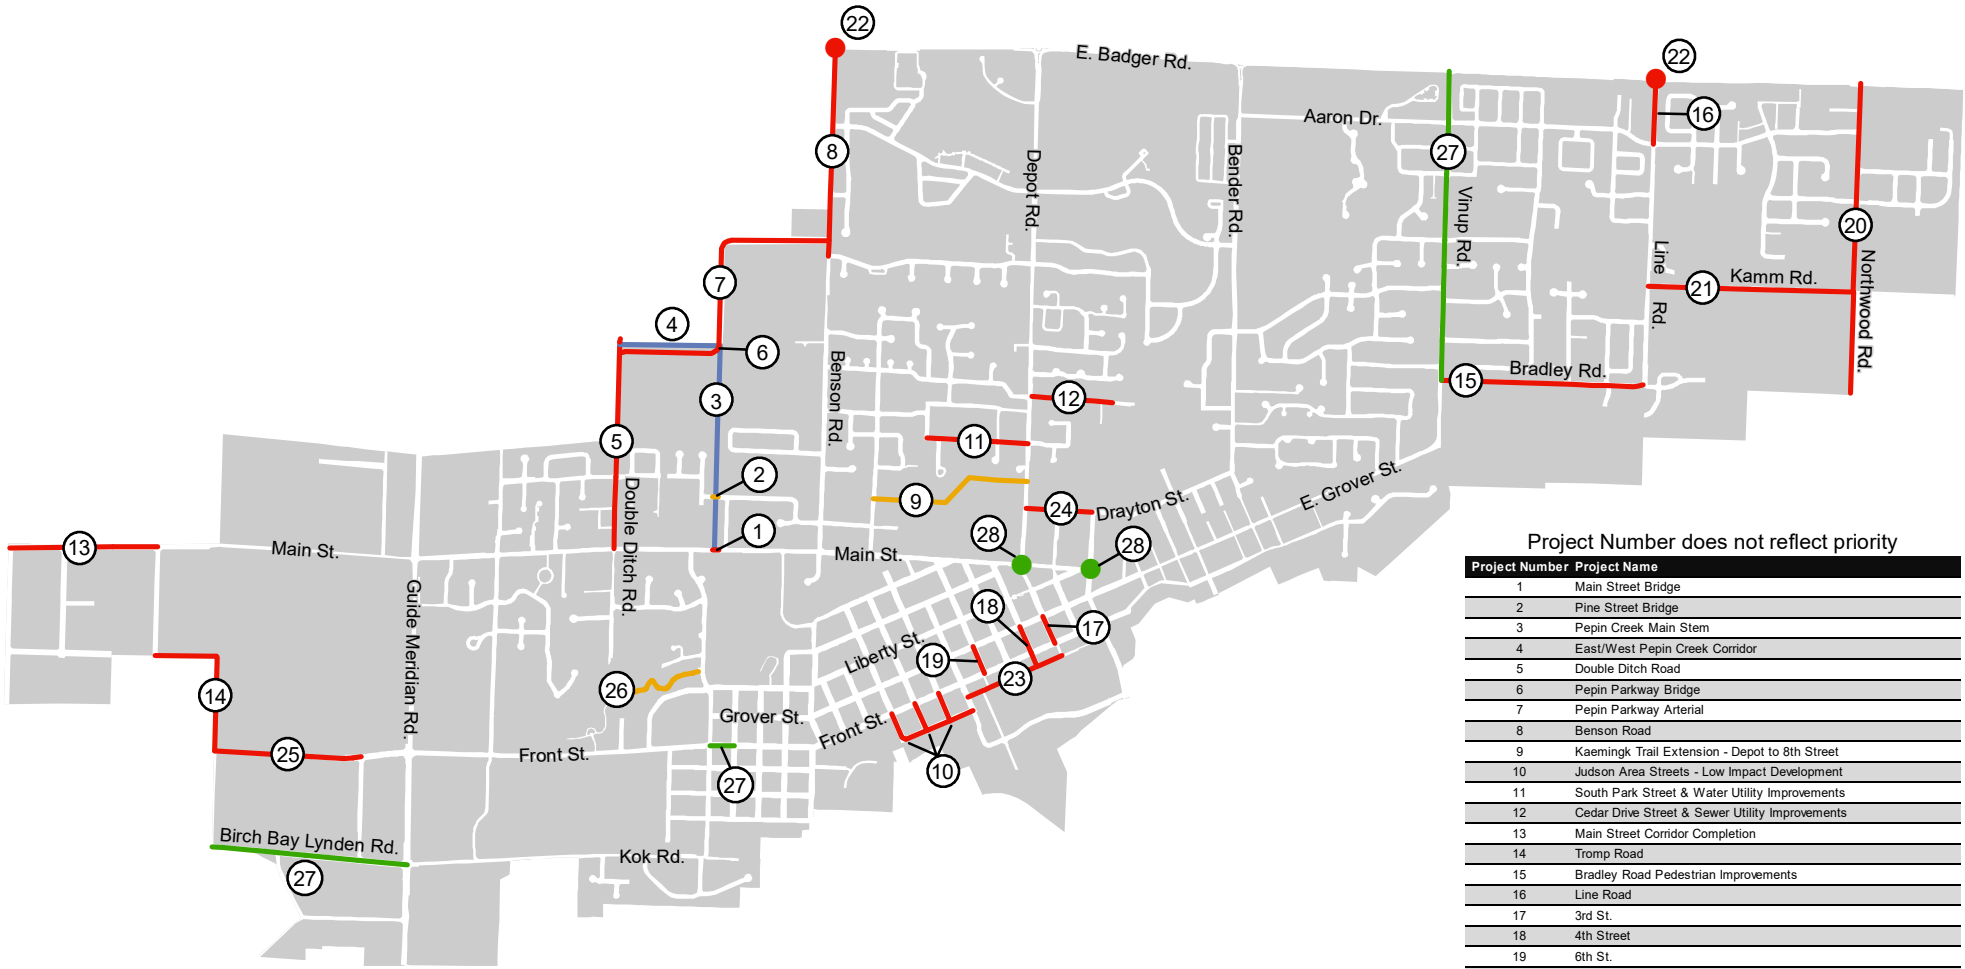 22
E. Badger Rd.
22
Aaron Dr.
16
8
27
Depot Rd.
Bender Rd.
Vinup Rd.
20
Line Rd.
Northwood Rd.
7
21
Kamm Rd.
4
6
Benson Rd.
3
12
15
Bradley Rd.
5
11
2
9
24
Drayton St.
E. Grover St.
Double Ditch Rd.
1
28
28
13
Main St.
Main St.
Guide Meridian Rd.
18
17
Liberty St.
19
23
26
14
Grover St.
Front St.
25
Front St.
10
27
Birch Bay Lynden Rd.
27
Kok Rd.
Project Number does not reflect priority
Project Number Project Name
1 Main Street Bridge
2 Pine Street Bridge
3 Pepin Creek Main Stem
4 East/West Pepin Creek Corridor
5 Double Ditch Road
6 Pepin Parkway Bridge
7 Pepin Parkway Arterial
8 Benson Road
9 Kaemingk Trail Extension - Depot to 8th Street
10 Judson Area Streets - Low Impact Development
11 South Park Street & Water Utility Improvements
12 Cedar Drive Street & Sewer Utility Improvements
13 Main Street Corridor Completion
14 Tromp Road
15 Bradley Road Pedestrian Improvements
16 Line Road
17 3rd St.
18 4th Street
19 6th St.